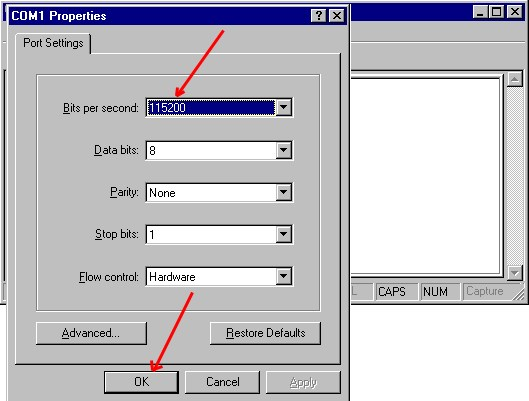 COM1 Properties
Port Settings
Bits per second: 115200
Data bits: 8
Parity: None
Stop bits: 1
Flow control: Hardware
CAPS NUM Capture
Advanced... Restore Defaults
OK Cancel Apply